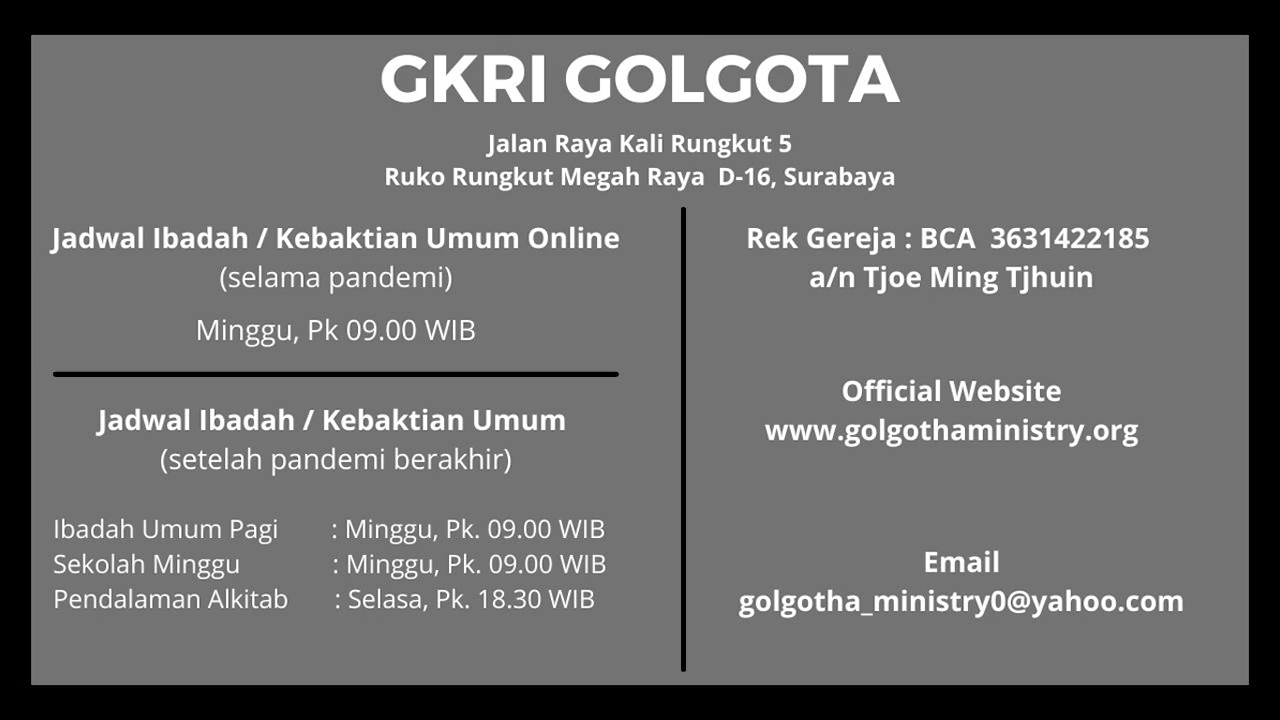 GKRI GOLGOTA
Jalan Raya Kali Rungkut 5
Ruko Rungkut Megah Raya  D-16, Surabaya
Jadwal Ibadah / Kebaktian Umum Online
(selama pandemi)
Minggu, Pk 09.00 WIB
Jadwal Ibadah / Kebaktian Umum
(setelah pandemi berakhir)
Ibadah Umum Pagi : Minggu, Pk. 09.00 WIB
Sekolah Minggu : Minggu, Pk. 09.00 WIB
Pendalaman Alkitab : Selasa, Pk. 18.30 WIB
Rek Gereja : BCA  3631422185
a/n Tjoe Ming Tjhuin
Official Website
www.golgothaministry.org
Email
golgotha_ministry0@yahoo.com